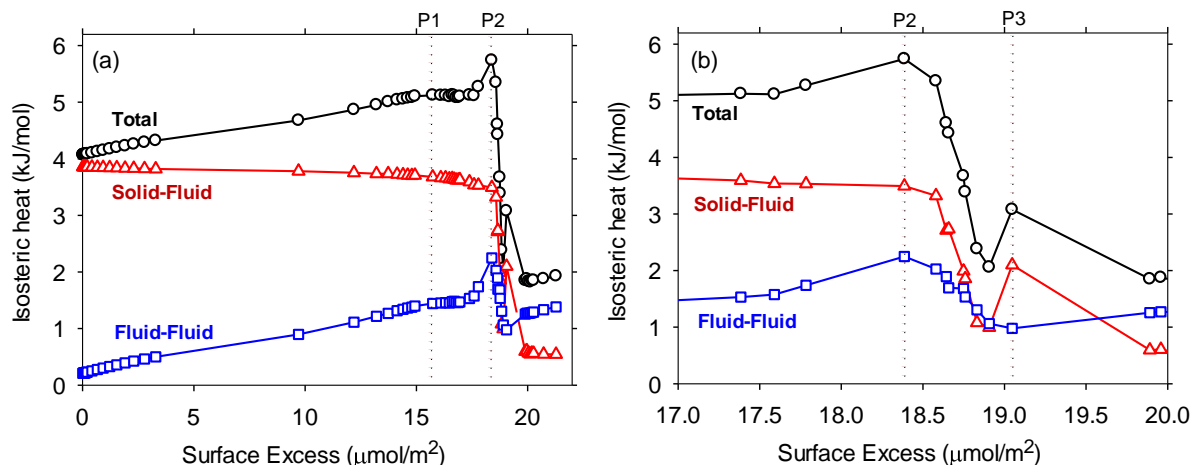 P1 P2
(a)
6
5
4
3
2
1
0
Total
Solid-Fluid
Fluid-Fluid
Isosteric heat (kJ/mol)
0 5 10 15 20
Surface Excess (μmol/m²)
P2 P3
(b)
6
5
4
3
2
1
0
Total
Solid-Fluid
Fluid-Fluid
Isosteric heat (kJ/mol)
17.0 17.5 18.0 18.5 19.0 19.5 20.0
Surface Excess (μmol/m²)